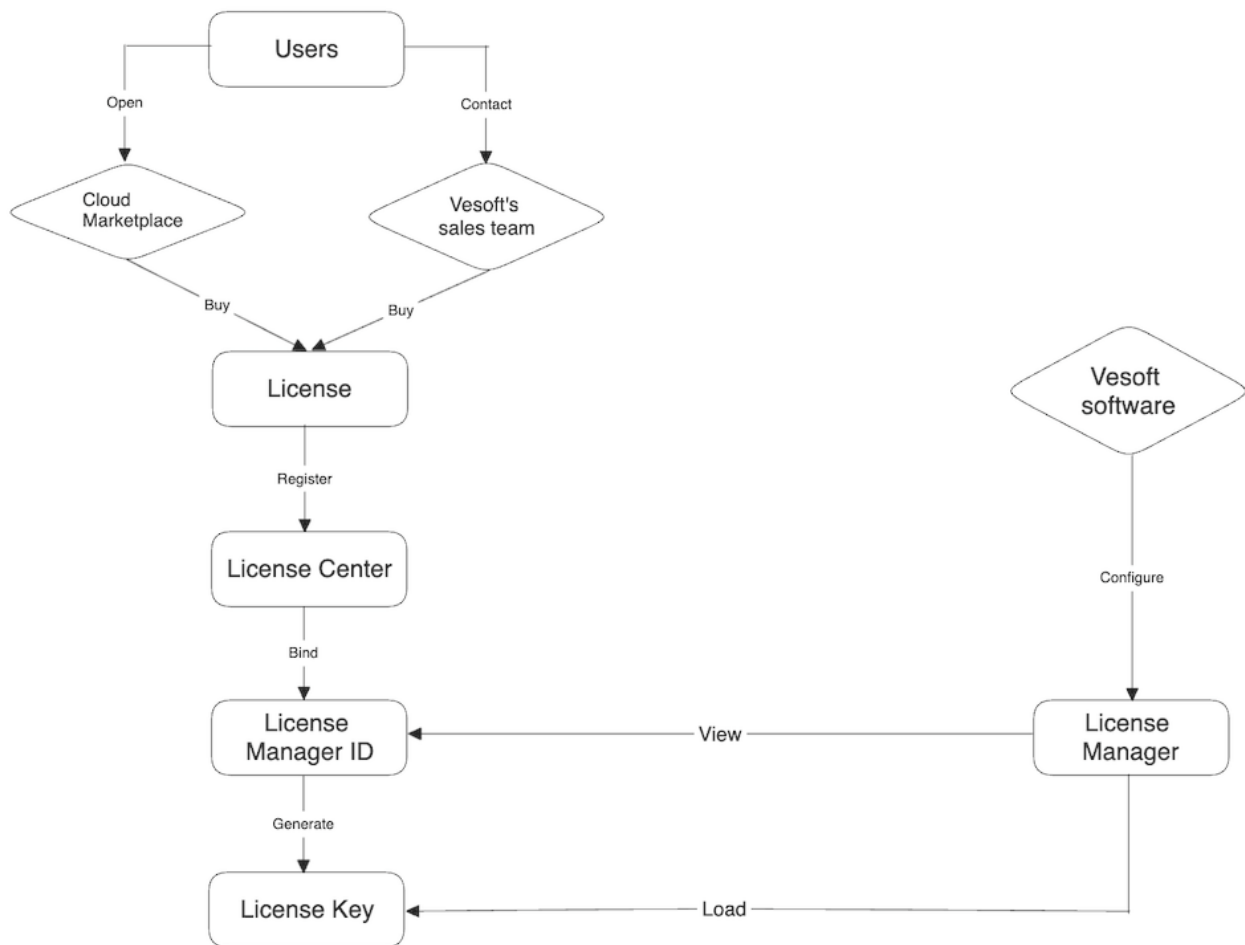 Users
Open
Contact
Cloud
Marketplace
Vesoft's
sales team
Buy
Buy
License
Vesoft
software
Register
License Center
Configure
Bind
License
Manager ID
View
License
Manager
Generate
License Key
Load